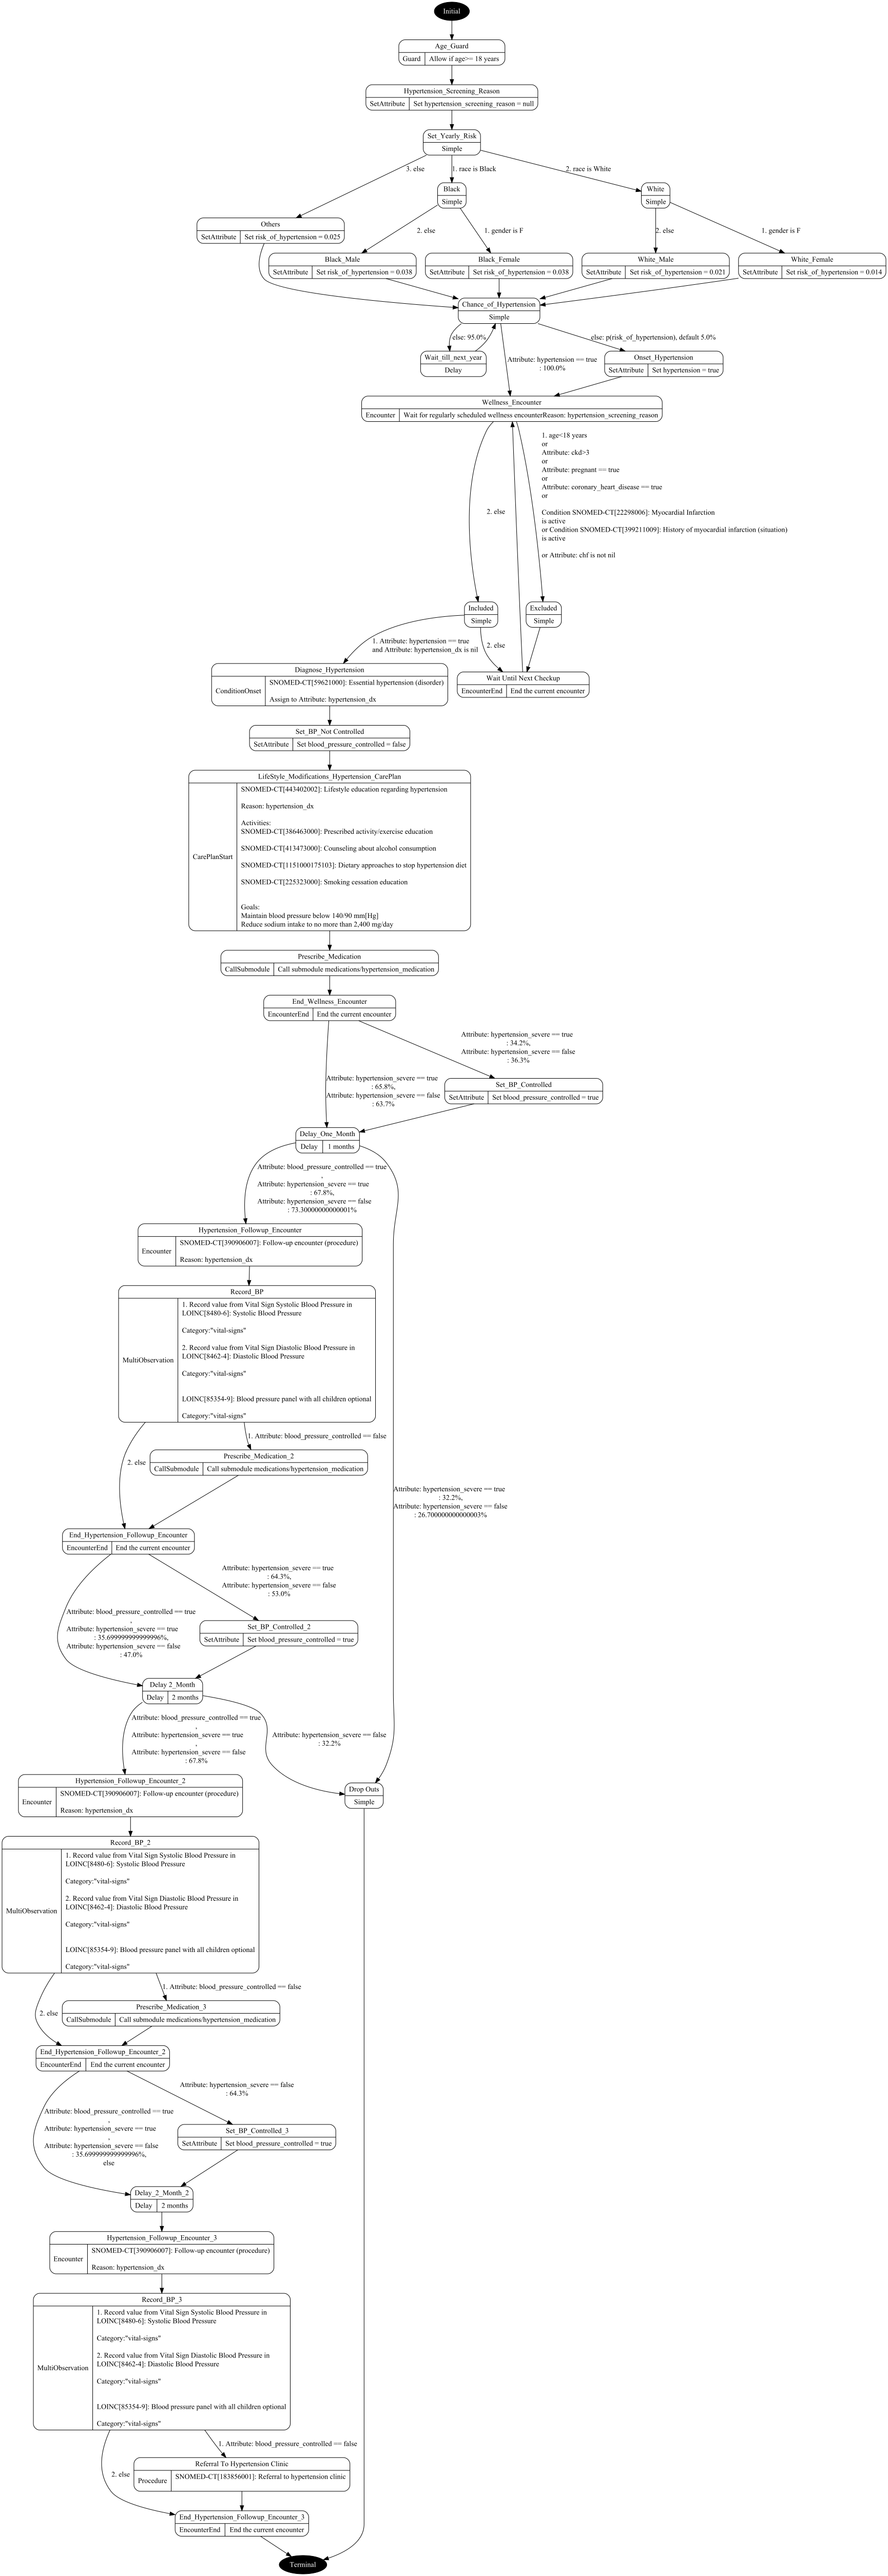 Initial
Age_Guard
Guard Allow if age>= 18 years
Hypertension_Screening_Reason
SetAttribute Set hypertension_screening_reason = null
Set_Yearly_Risk
Simple
3. else
1. race is Black
2. race is White
Black
Simple
White
Simple
Others
SetAttribute Set risk_of_hypertension = 0.025
2. else
1. gender is F
2. else
1. gender is F
Black_Male
SetAttribute Set risk_of_hypertension = 0.038
Black_Female
SetAttribute Set risk_of_hypertension = 0.038
White_Male
SetAttribute Set risk_of_hypertension = 0.021
White_Female
SetAttribute Set risk_of_hypertension = 0.014
Chance_of_Hypertension
Simple
else: 95.0%
else: p(risk_of_hypertension), default 5.0%
Attribute: hypertension == true
: 100.0%
Wait_till_next_year
Delay
Onset_Hypertension
SetAttribute Set hypertension = true
Wellness_Encounter
Encounter Wait for regularly scheduled wellness encounterReason: hypertension_screening_reason
1. age<18 years
or
Attribute: ckd>3
or
Attribute: pregnant == true
or
Attribute: coronary_heart_disease == true
or
Condition SNOMED-CT[22298006]: Myocardial Infarction
is active
or Condition SNOMED-CT[399211009]: History of myocardial infarction (situation)
is active
or Attribute: chf is not nil
2. else
Included
Simple
Excluded
Simple
1. Attribute: hypertension == true
and Attribute: hypertension_dx is nil
2. else
Diagnose_Hypertension
ConditionOnset
SNOMED-CT[59621000]: Essential hypertension (disorder)
Assign to Attribute: hypertension_dx
Wait Until Next Checkup
EncounterEnd End the current encounter
Set_BP_Not Controlled
SetAttribute Set blood_pressure_controlled = false
LifeStyle_Modifications_Hypertension_CarePlan
CarePlanStart
SNOMED-CT[443402002]: Lifestyle education regarding hypertension
Reason: hypertension_dx
Activities:
SNOMED-CT[386463000]: Prescribed activity/exercise education
SNOMED-CT[413473000]: Counseling about alcohol consumption
SNOMED-CT[1151000175103]: Dietary approaches to stop hypertension diet
SNOMED-CT[225323000]: Smoking cessation education
Goals:
Maintain blood pressure below 140/90 mm[Hg]
Reduce sodium intake to no more than 2,400 mg/day
Prescribe_Medication
CallSubmodule Call submodule medications/hypertension_medication
End_Wellness_Encounter
EncounterEnd End the current encounter
Attribute: hypertension_severe == true
: 34.2%,
Attribute: hypertension_severe == false
: 36.3%
Attribute: hypertension_severe == true
: 65.8%,
Attribute: hypertension_severe == false
: 63.7%
Set_BP_Controlled
SetAttribute Set blood_pressure_controlled = true
Delay_One_Month
Delay 1 months
Attribute: blood_pressure_controlled == true
,
Attribute: hypertension_severe == true
: 67.8%,
Attribute: hypertension_severe == false
: 73.30000000000001%
Hypertension_Followup_Encounter
Encounter
SNOMED-CT[390906007]: Follow-up encounter (procedure)
Reason: hypertension_dx
Record_BP
MultiObservation
1. Record value from Vital Sign Systolic Blood Pressure in
LOINC[8480-6]: Systolic Blood Pressure
Category:"vital-signs"
2. Record value from Vital Sign Diastolic Blood Pressure in
LOINC[8462-4]: Diastolic Blood Pressure
Category:"vital-signs"
LOINC[85354-9]: Blood pressure panel with all children optional
Category:"vital-signs"
1. Attribute: blood_pressure_controlled == false
2. else
Prescribe_Medication_2
CallSubmodule Call submodule medications/hypertension_medication
Attribute: hypertension_severe == true
: 32.2%,
Attribute: hypertension_severe == false
: 26.700000000000003%
End_Hypertension_Followup_Encounter
EncounterEnd End the current encounter
Attribute: hypertension_severe == true
: 64.3%,
Attribute: hypertension_severe == false
: 53.0%
Attribute: blood_pressure_controlled == true
,
Attribute: hypertension_severe == true
: 35.699999999999996%,
Attribute: hypertension_severe == false
: 47.0%
Set_BP_Controlled_2
SetAttribute Set blood_pressure_controlled = true
Delay 2_Month
Delay 2 months
Attribute: blood_pressure_controlled == true
,
Attribute: hypertension_severe == true
,
Attribute: hypertension_severe == false
: 67.8%
Attribute: hypertension_severe == false
: 32.2%
Hypertension_Followup_Encounter_2
Encounter
SNOMED-CT[390906007]: Follow-up encounter (procedure)
Reason: hypertension_dx
Drop Outs
Simple
Record_BP_2
MultiObservation
1. Record value from Vital Sign Systolic Blood Pressure in
LOINC[8480-6]: Systolic Blood Pressure
Category:"vital-signs"
2. Record value from Vital Sign Diastolic Blood Pressure in
LOINC[8462-4]: Diastolic Blood Pressure
Category:"vital-signs"
LOINC[85354-9]: Blood pressure panel with all children optional
Category:"vital-signs"
1. Attribute: blood_pressure_controlled == false
2. else
Prescribe_Medication_3
CallSubmodule Call submodule medications/hypertension_medication
End_Hypertension_Followup_Encounter_2
EncounterEnd End the current encounter
Attribute: hypertension_severe == false
: 64.3%
Attribute: blood_pressure_controlled == true
,
Attribute: hypertension_severe == true
,
Attribute: hypertension_severe == false
: 35.699999999999996%,
else
Set_BP_Controlled_3
SetAttribute Set blood_pressure_controlled = true
Delay_2_Month_2
Delay 2 months
Hypertension_Followup_Encounter_3
Encounter
SNOMED-CT[390906007]: Follow-up encounter (procedure)
Reason: hypertension_dx
Record_BP_3
MultiObservation
1. Record value from Vital Sign Systolic Blood Pressure in
LOINC[8480-6]: Systolic Blood Pressure
Category:"vital-signs"
2. Record value from Vital Sign Diastolic Blood Pressure in
LOINC[8462-4]: Diastolic Blood Pressure
Category:"vital-signs"
LOINC[85354-9]: Blood pressure panel with all children optional
Category:"vital-signs"
1. Attribute: blood_pressure_controlled == false
2. else
Referral To Hypertension Clinic
Procedure SNOMED-CT[183856001]: Referral to hypertension clinic
End_Hypertension_Followup_Encounter_3
EncounterEnd End the current encounter
Terminal